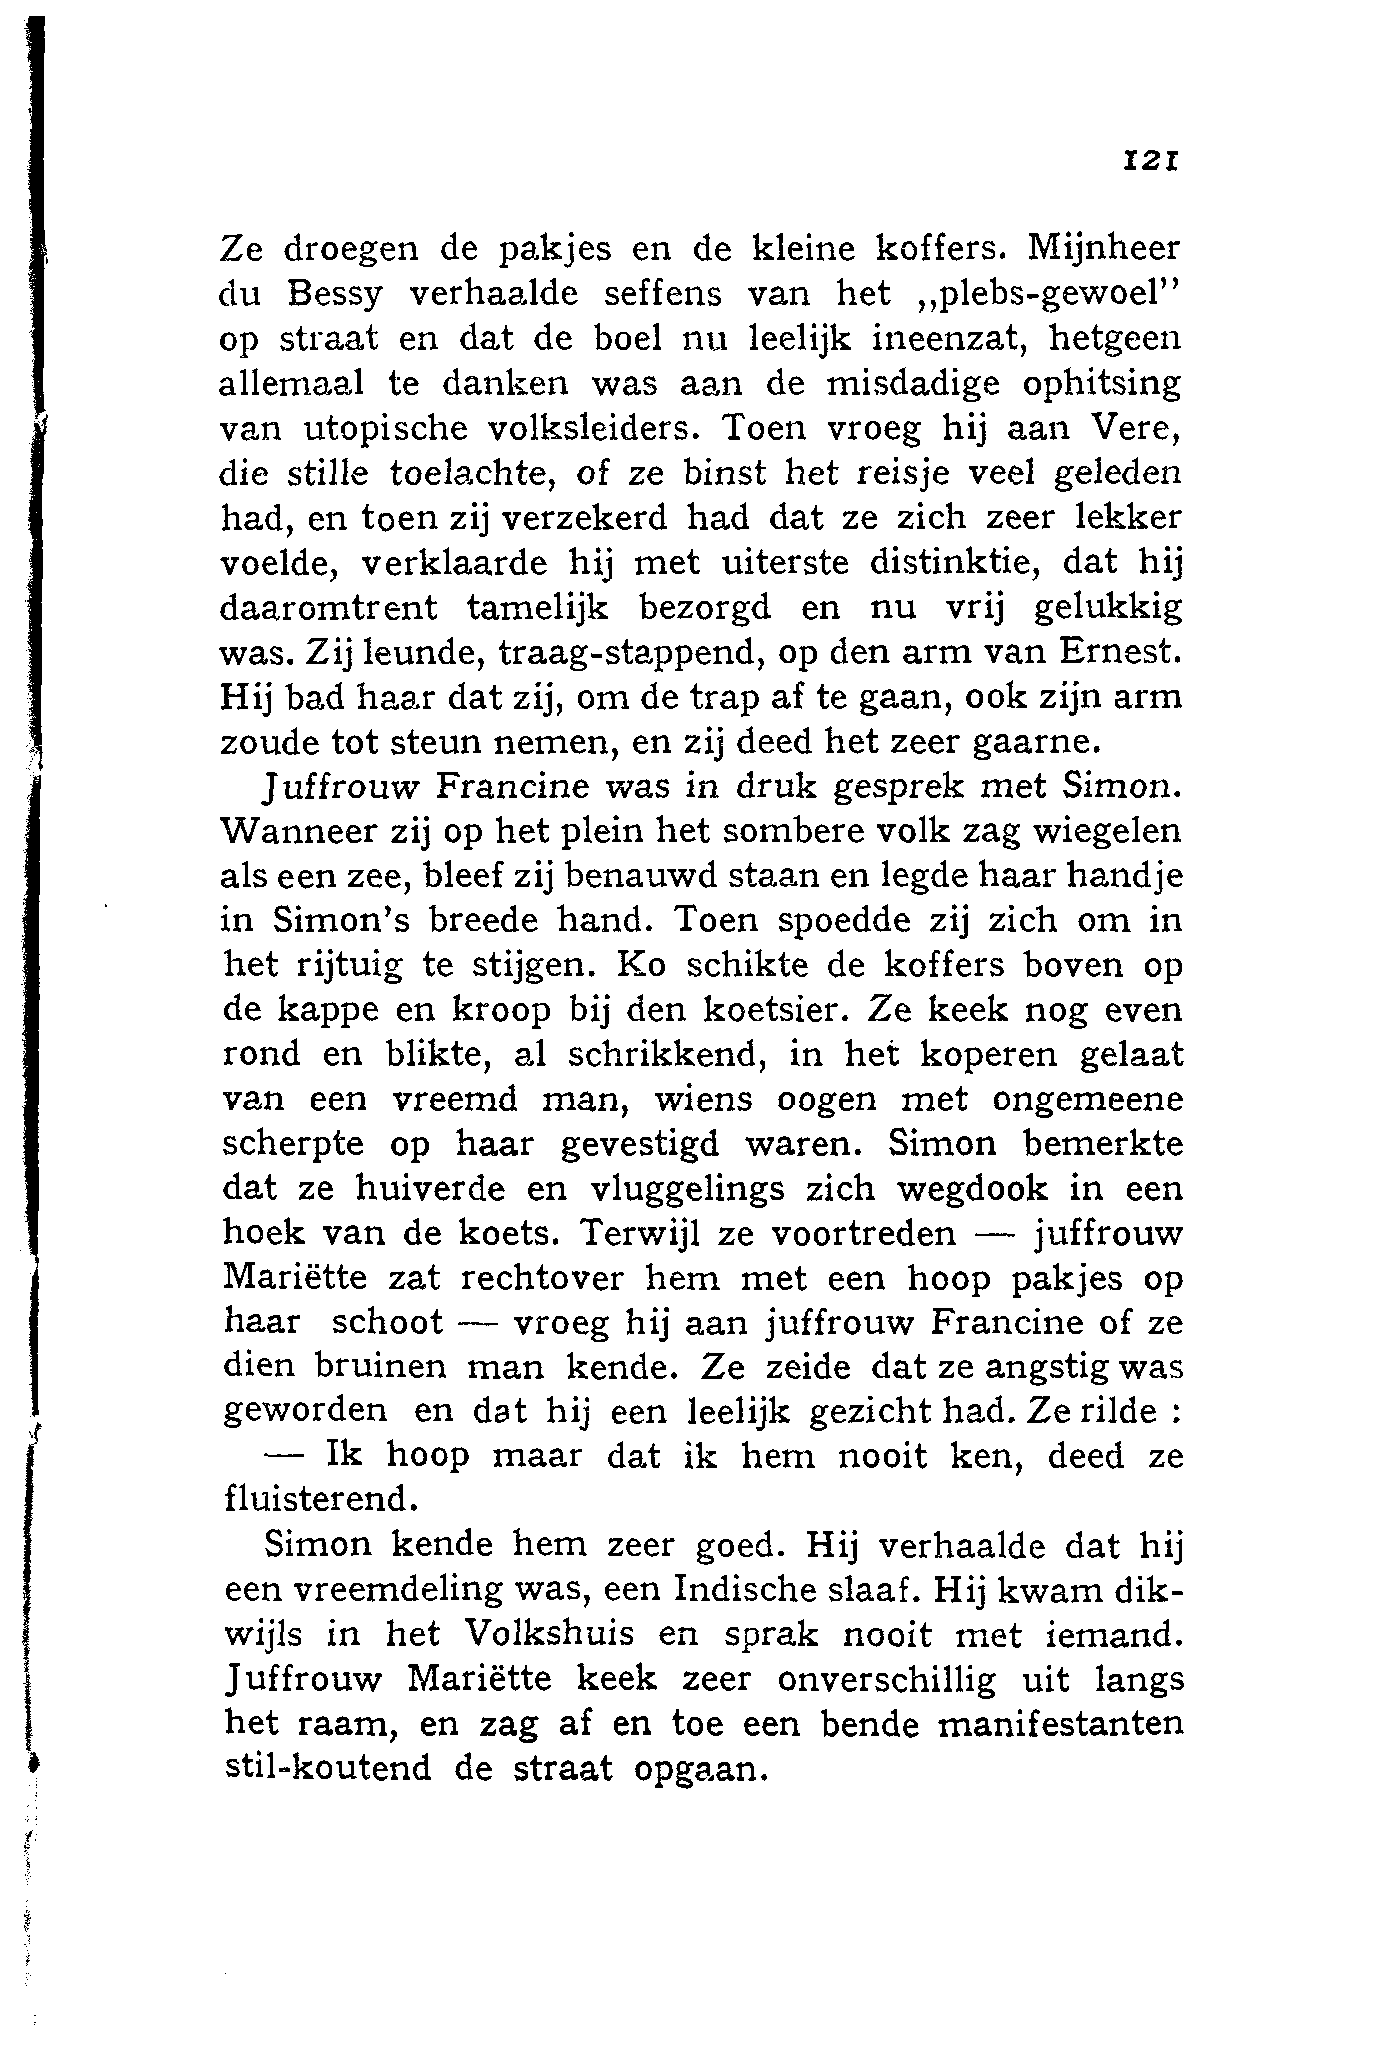 121
Ze droegen de pakjes en de kleine koffers. Mijnheer
du Bessy verhaalde seffens van het ,,plebs-gewoel”
op straat en dat de boel nu leelijk ineenzat, hetgeen
allemaal te danken was aan de misdadige ophitsing
van utopische volksleiders. Toen vroeg hij aan Vere,
die stille toelachte, of ze binst het reisje veel geleden
had, en toen zij verzekerd had dat ze zich zeer lekker
voelde, verklaarde hij met uiterste distinktie, dat hij
daaromtrent tamelijk bezorgd en nu vrij gelukkig
was. Zij leunde, traag-stappend, op den arm van Ernest.
Hij bad haar dat zij, om de trap af te gaan, ook zijn arm
zoude tot steun nemen, en zij deed het zeer gaarne.
Juffrouw Francine was in druk gesprek met Simon.
Wanneer zij op het plein het sombere volk zag wiegelen
als een zee, bleef zij benauwd staan en legde haar handje
in Simon's breede hand. Toen spoedde zij zich om in
het rijtuig te stijgen. Ko schikte de koffers boven op
de kappe en kroop bij den koetsier. Ze keek nog even
rond en blikte, al schrikkend, in het koperen gelaat
van een vreemd man, wiens oogen met ongemeene
scherpte op haar gevestigd waren. Simon bemerkte
dat ze huiverde en vluggelings zich wegdook in een
hoek van de koets. Terwijl ze voortreden — juffrouw
Mariëtte zat rechtover hem met een hoop pakjes op
haar schoot — vroeg hij aan juffrouw Francine of ze
dien bruinen man kende. Ze zeide dat ze angstig was
geworden en dat hij een leelijk gezicht had. Ze rilde :
— Ik hoop maar dat ik hem nooit ken, deed ze
fluisterend.
Simon kende hem zeer goed. Hij verhaalde dat hij
een vreemdeling was, een Indische slaaf. Hij kwam dik-
wijls in het Volkshuis en sprak nooit met iemand.
Juffrouw Mariëtte keek zeer onverschillig uit langs
het raam, en zag af en toe een bende manifestanten
stil-koutend de straat opgaan.